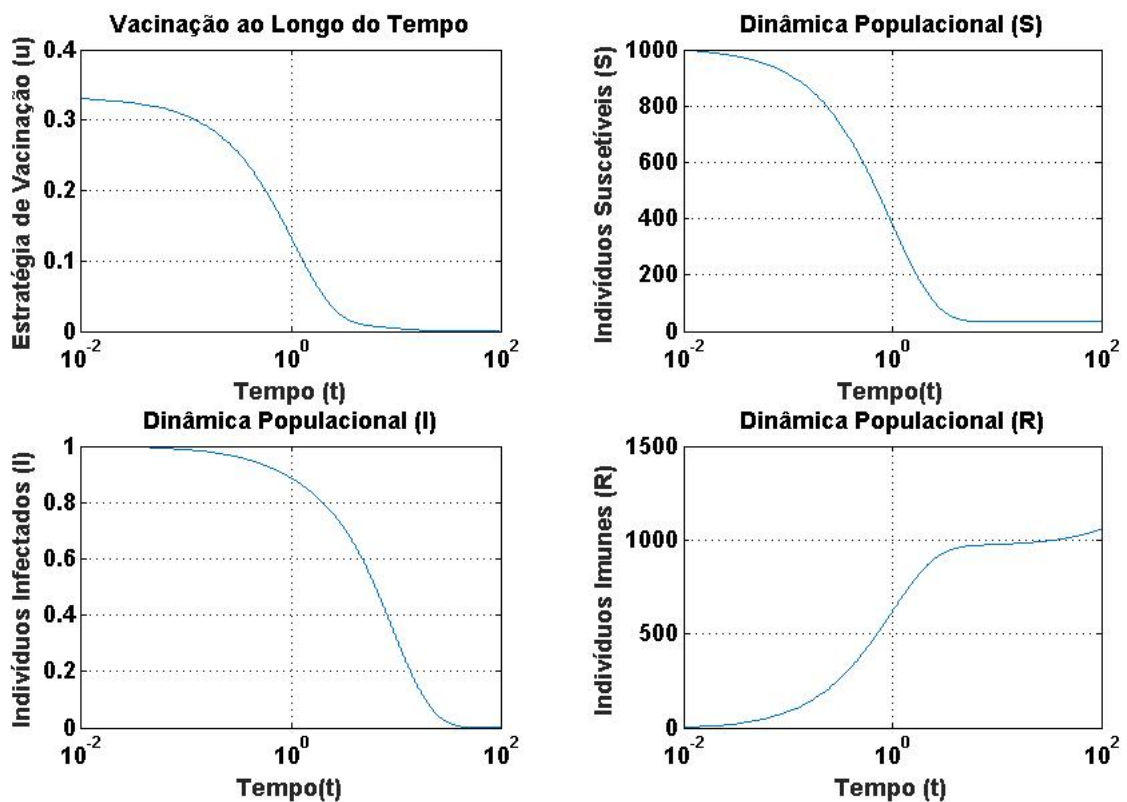 Vacinação ao Longo do Tempo
Estratégia de Vacinação (u)
0.4
0.3
0.2
0.1
0
10^-2
10^0
10^2
Tempo (t)
Dinâmica Populacional (S)
Indivíduos Suscetíveis (S)
1000
800
600
400
200
0
10^-2
10^0
10^2
Tempo(t)
Dinâmica Populacional (I)
Indivíduos Infectados (I)
1
0.8
0.6
0.4
0.2
0
10^-2
10^0
10^2
Tempo(t)
Dinâmica Populacional (R)
Indivíduos Imunes (R)
1500
1000
500
0
10^-2
10^0
10^2
Tempo (t)